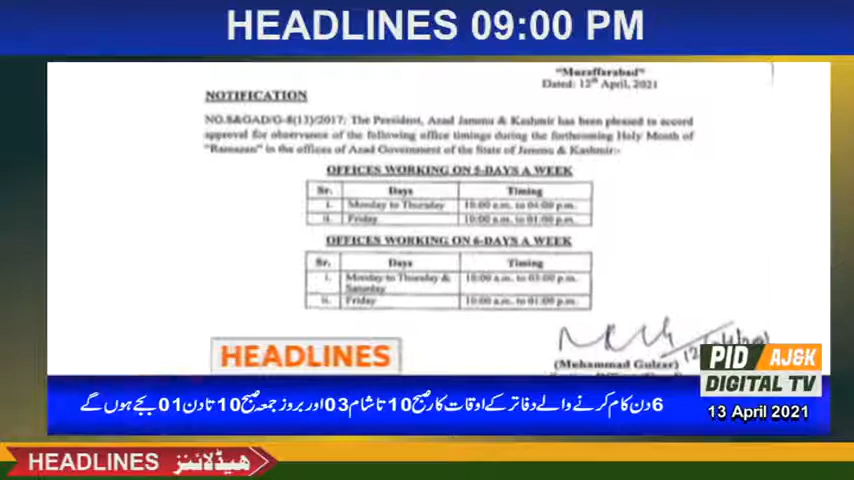 HEADLINES 09:00 PM
"Muzaffarabad"
Dated: 12th April, 2021
NOTIFICATION
NO.S&GAD/G-8(13)/2017; The President, Azad Jammu & Kashmir has been pleased to accord
approval for observance of the following office timings during the forthcoming Holy Month of
"Ramazan" in the offices of Azad Government of the State of Jammu & Kashmir:-
OFFICES WORKING ON 5-DAYS A WEEK
Sr. Days Timing
i. Monday to Thursday 10:00 a.m. to 04:00 p.m.
ii. Friday 10:00 a.m. to 01:00 p.m.
OFFICES WORKING ON 6-DAYS A WEEK
Sr. Days Timing
i. Monday to Thursday & Saturday 10:00 a.m. to 03:00 p.m.
ii. Friday 10:00 a.m. to 01:00 p.m.
(Muhammad Gulzar)
HEADLINES
PID AJ&K
DIGITAL TV
13 April 2021
6 دن کام کرنے والے دفاتر کے اوقات کار صبح 10 تا شام 03 اور بروز جمعہ صبح 10 تا دن 01 بجے ہوں گے
HEADLINES ھیڈلائنز